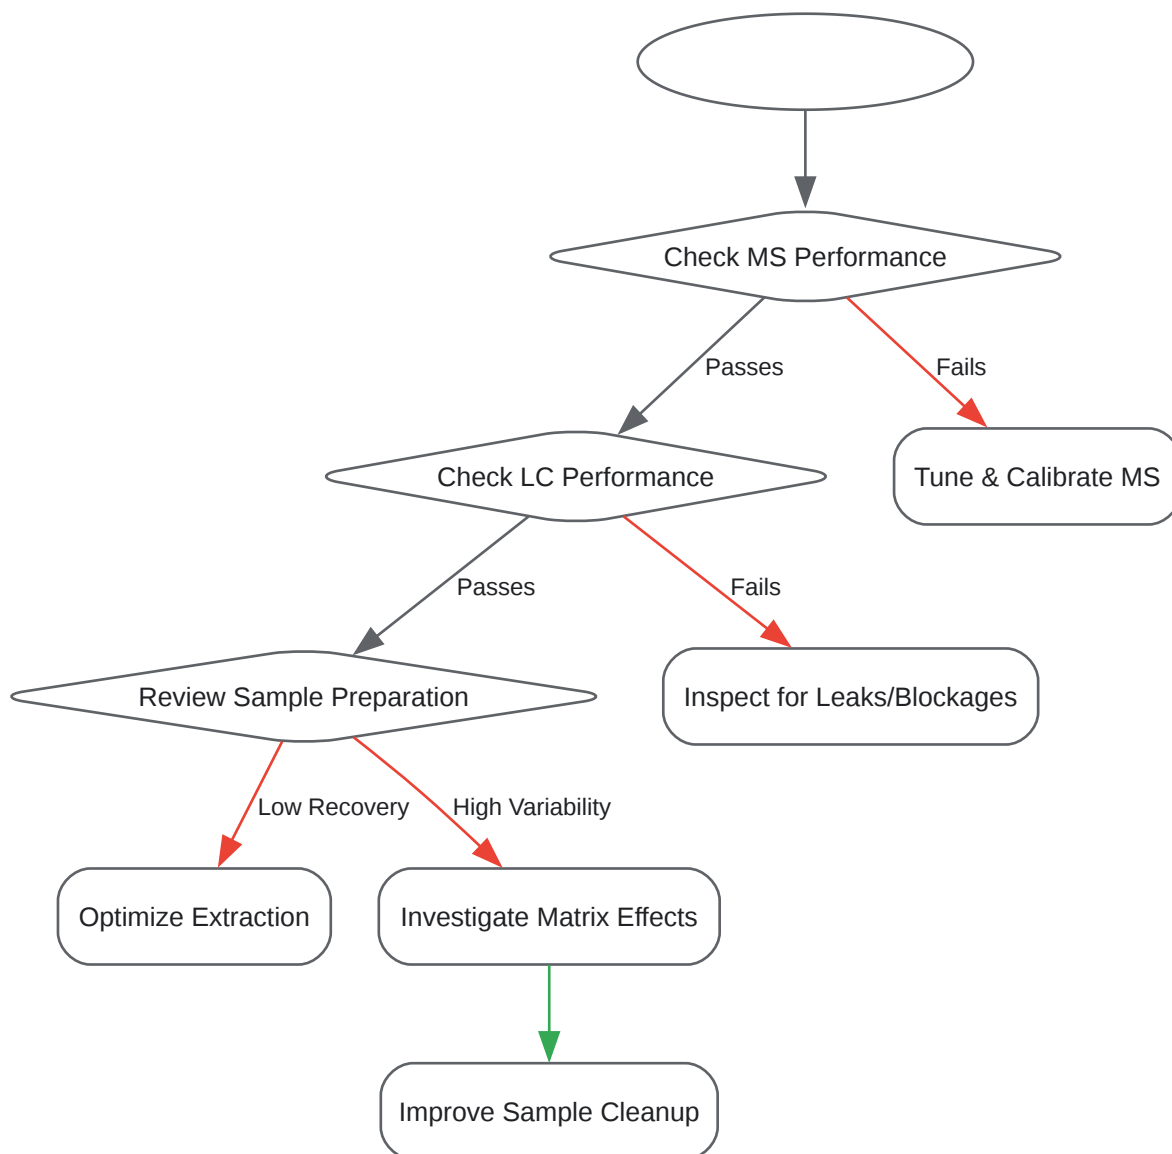 Check MS Performance
Passes
Fails
Check LC Performance
Tune & Calibrate MS
Passes
Fails
Review Sample Preparation
Inspect for Leaks/Blockages
Low Recovery
High Variability
Optimize Extraction
Investigate Matrix Effects
Improve Sample Cleanup